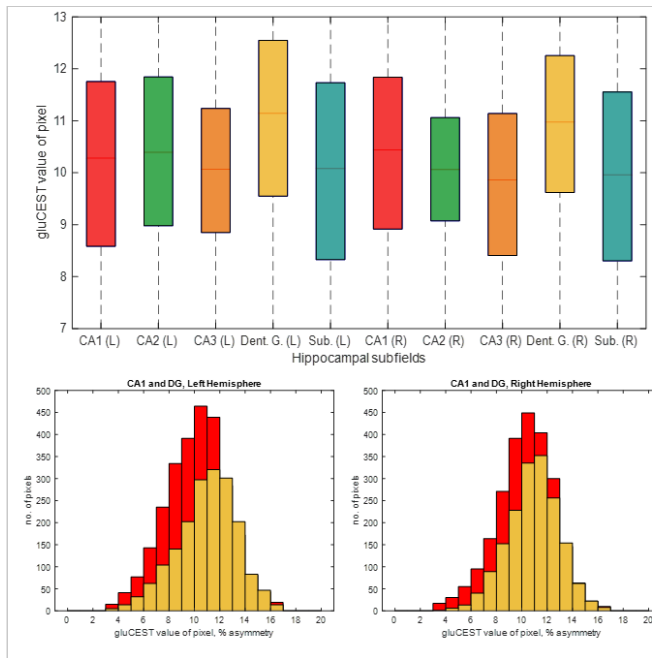 13
12
11
10
9
8
7
gluCEST value of pixel
CA1 (L) CA2 (L) CA3 (L) Dent. G. (L) Sub. (L) CA1 (R) CA2 (R) CA3 (R) Dent. G. (R) Sub. (R)
Hippocampal subfields
CA1 and DG, Left Hemisphere
500
450
400
350
300
250
200
150
100
50
0
no. of pixels
0 2 4 6 8 10 12 14 16 18 20
gluCEST value of pixel, % asymmetry
CA1 and DG, Right Hemisphere
500
450
400
350
300
250
200
150
100
50
0
no. of pixels
0 2 4 6 8 10 12 14 16 18 20
gluCEST value of pixel, % asymmetry